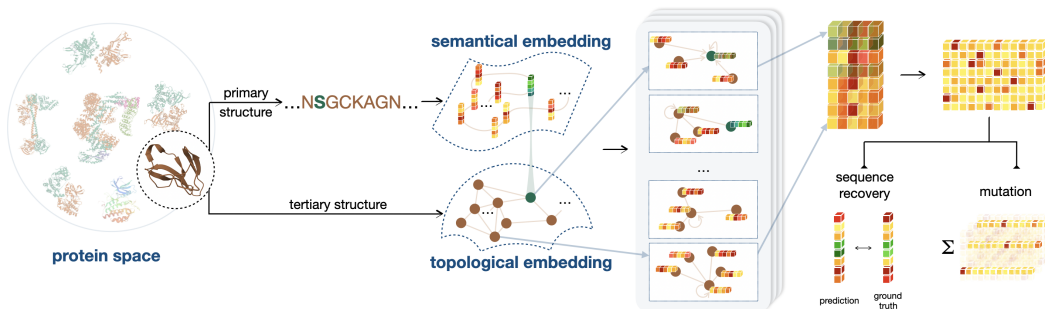 semantical embedding
primary
structure
...NSGCKAGN...
...
...
tertiary structure
...
...
topological embedding
protein space
...
sequence
recovery
mutation
Σ
prediction
ground
truth